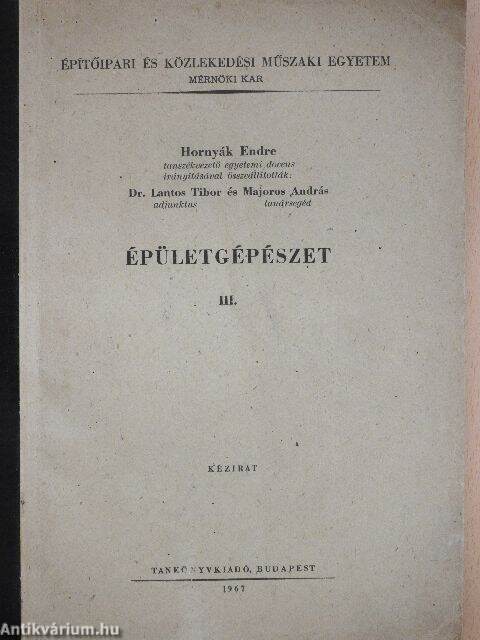 ÉPÍTŐIPARI ÉS KÖZLEKEDÉSI MŰSZAKI EGYETEM
MÉRNÖKI KAR
Hornyák Endre
tanszékvezető egyetemi docens
irányításával összeállították:
Dr. Lantos Tibor és Majoros András
adjunktus tanársegéd
ÉPÜLETGÉPÉSZET
III.
KÉZIRAT
TANKÖNYVKIADÓ, BUDAPEST
1967
Antikvárium.hu